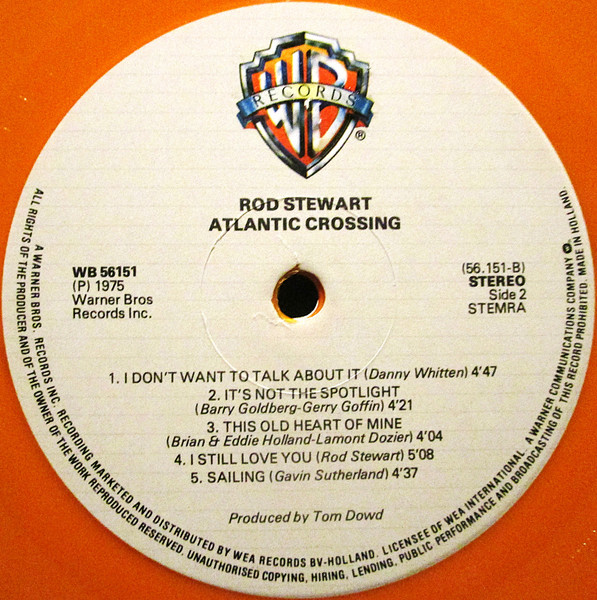 WB
RECORDS
®
ROD STEWART
ATLANTIC CROSSING
WB 56151
(P) 1975
Warner Bros
Records Inc.
(56.151-B)
STEREO
Side 2
STEMRA
1. I DON'T WANT TO TALK ABOUT IT (Danny Whitten) 4'47
2. IT'S NOT THE SPOTLIGHT
(Barry Goldberg-Gerry Goffin) 4'21
3. THIS OLD HEART OF MINE
(Brian & Eddie Holland-Lamont Dozier) 4'04
4. I STILL LOVE YOU (Rod Stewart) 5'08
5. SAILING (Gavin Sutherland) 4'37
Produced by Tom Dowd
A WARNER BROS. RECORDS INC. RECORDING MARKETED AND DISTRIBUTED BY WEA RECORDS BV-HOLLAND. LICENSEE OF WEA INTERNATIONAL. A WARNER COMMUNICATIONS COMPANY
ALL RIGHTS OF THE PRODUCER AND OF THE OWNER OF THE WORK REPRODUCED RESERVED. UNAUTHORISED COPYING, HIRING, LENDING, PUBLIC PERFORMANCE AND BROADCASTING OF THIS RECORD PROHIBITED. MADE IN HOLLAND.